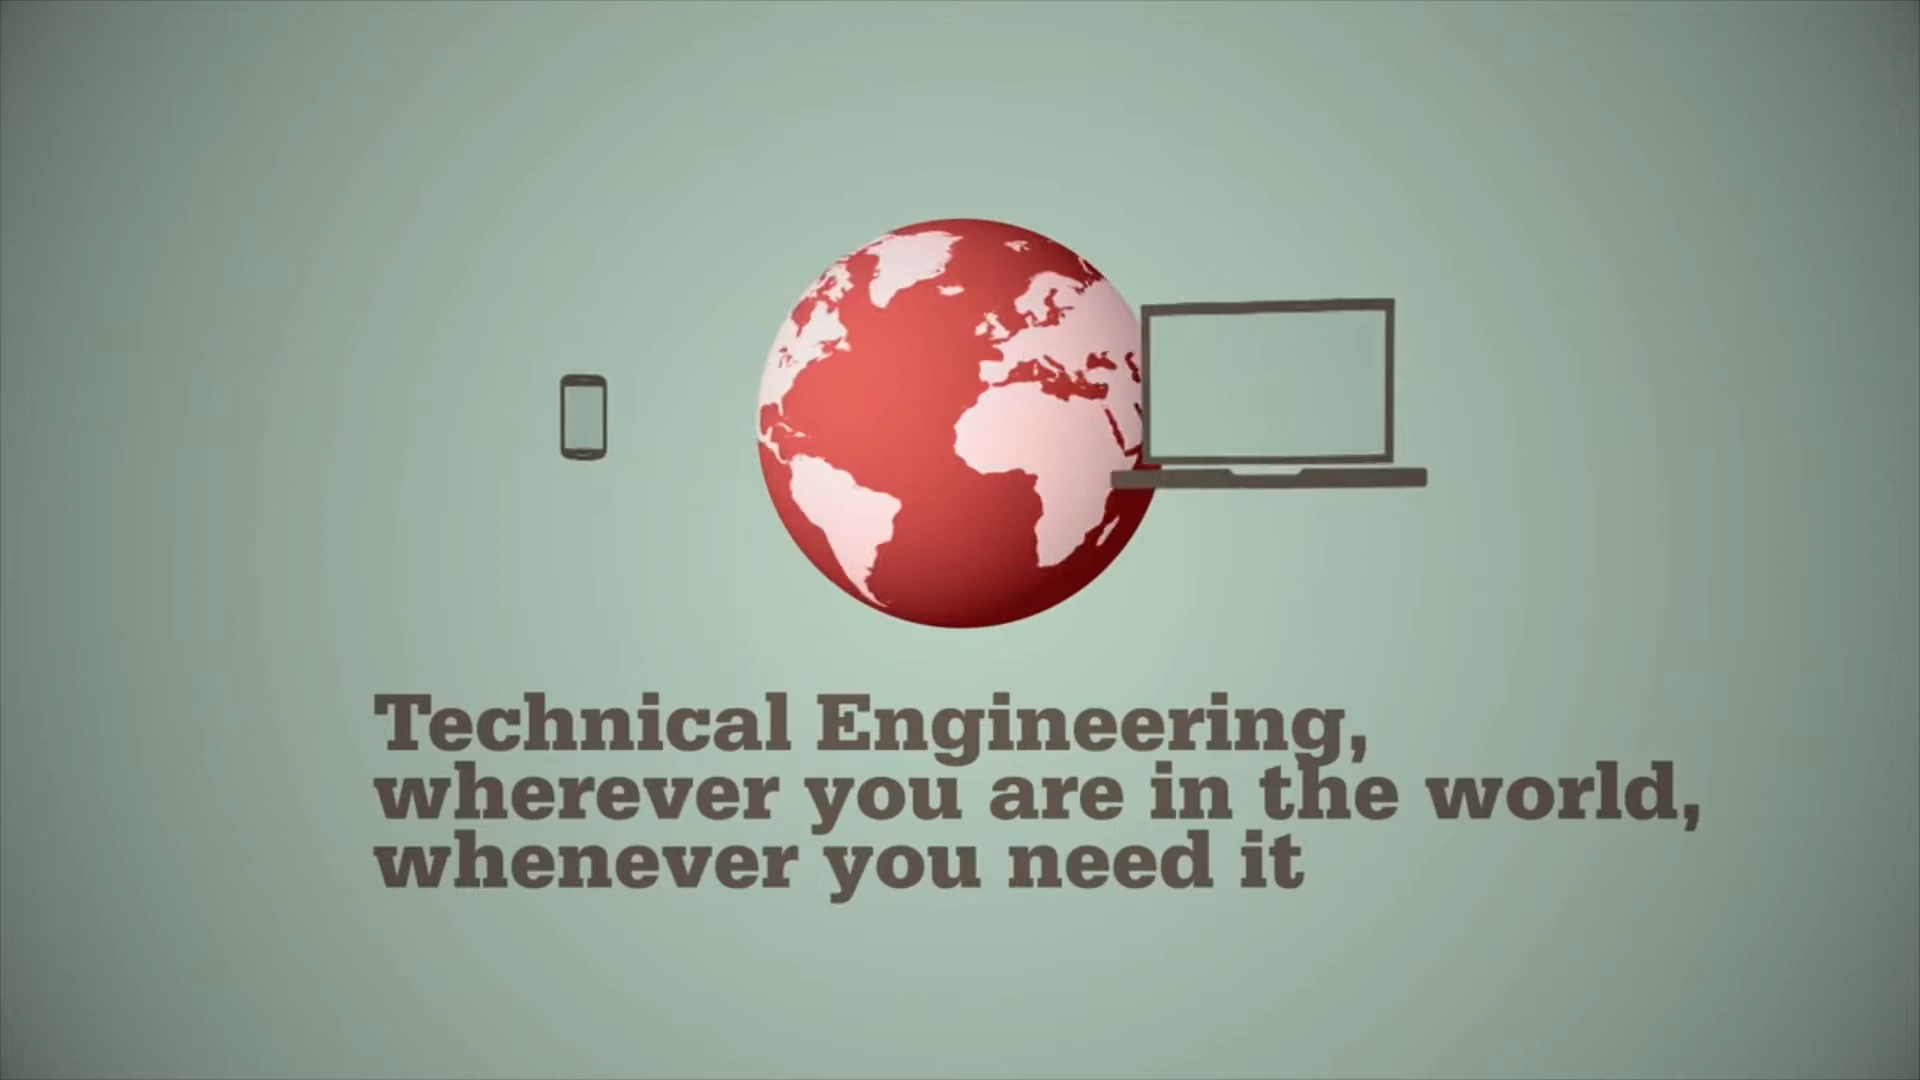 Technical Engineering,
wherever you are in the world,
whenever you need it